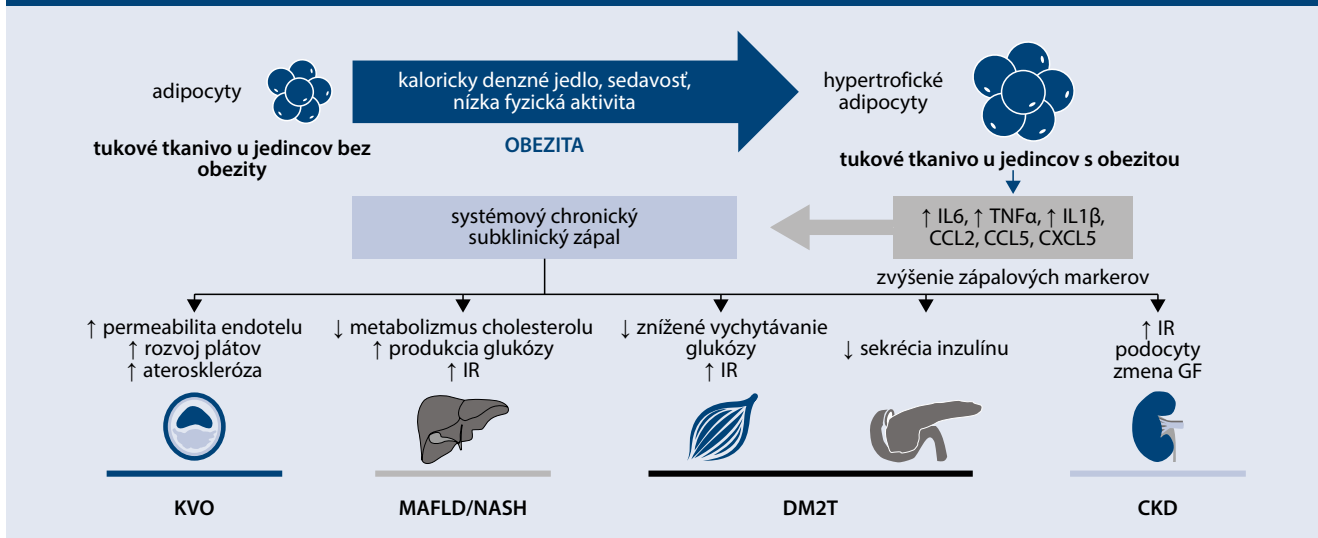 adipocyty
tukové tkanivo u jedincov bez
obezity
kaloricky denzné jedlo, sedavosť,
nízka fyzická aktivita
OBEZITA
hypertrofické
adipocyty
tukové tkanivo u jedincov s obezitou
↑ IL6, ↑ TNFα, ↑ IL1β,
CCL2, CCL5, CXCL5
zvýšenie zápalových markerov
systémový chronický
subklinický zápal
↑ permeabilita endotelu
↑ rozvoj plátov
↑ ateroskleróza
↓ metabolizmus cholesterolu
↑ produkcia glukózy
↑ IR
↓ znížené vychytávanie
glukózy
↑ IR
↓ sekrécia inzulínu
↑ IR
podocyty
zmena GF
KVO
MAFLD/NASH
DM2T
CKD